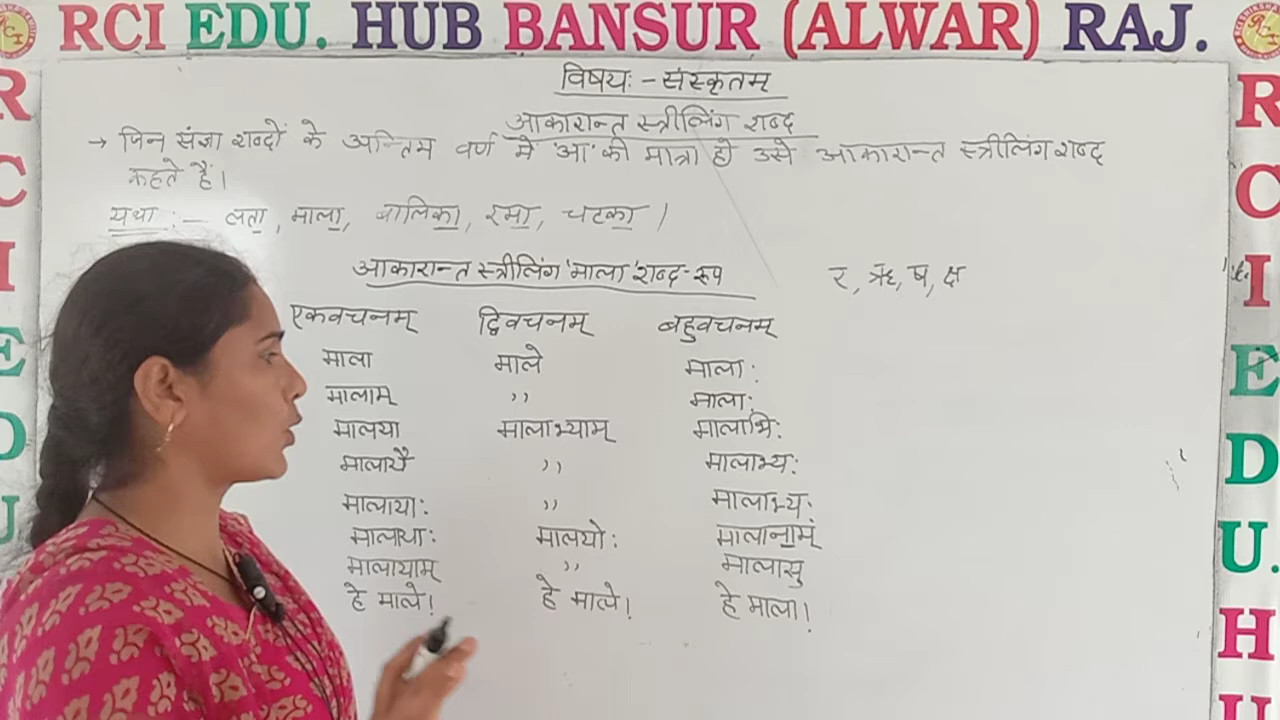 RCI EDU. HUB BANSUR (ALWAR) RAJ.
विषयः - संस्कृतम्
आकारान्त स्त्रीलिंग शब्द
→ जिन संज्ञा शब्दों के अन्तिम वर्ण में 'आ' की मात्रा हो उसे आकारान्त स्त्रीलिंग शब्द
कहते हैं।
यथा :- लता, माला, बालिका, रमा, चटका ।
आकारान्त स्त्रीलिंग 'माला' शब्द-रूप र, ऋ, ष, क्ष
एकवचनम् द्विवचनम् बहुवचनम्
माला माले माला:
मालाम् ,, माला:
मालया मालाभ्याम् मालाभि:
मालायै ,, मालाभ्य:
मालाया: ,, मालाभ्य:
मालाया: मालयो: मालानाम्
मालायाम् ,, मालासु
हे माले! हे माले! हे माला!
R C I E D U
R C I E D U. H U